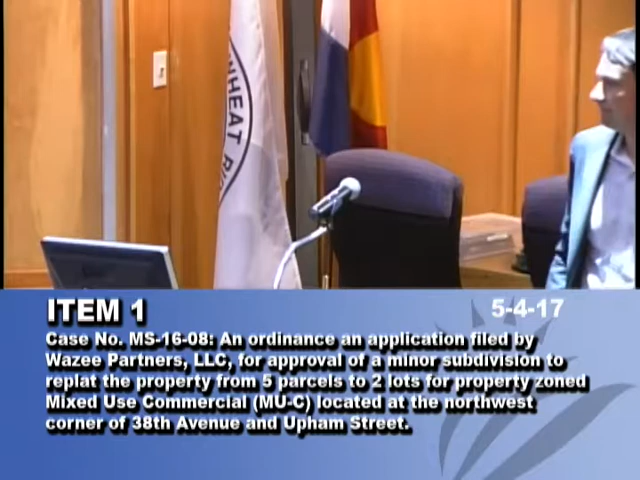 WHEAT RI
ITEM 1
5-4-17
Case No. MS-16-08: An ordinance an application filed by
Wazee Partners, LLC, for approval of a minor subdivision to
replat the property from 5 parcels to 2 lots for property zoned
Mixed Use Commercial (MU-C) located at the northwest
corner of 38th Avenue and Upham Street.